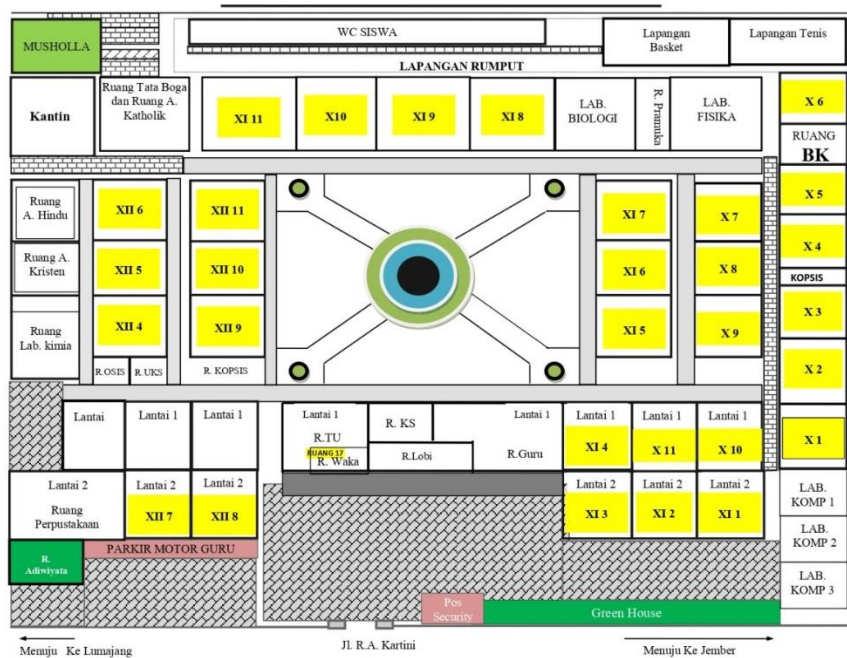 MUSHOLLA
WC SISWA
Lapangan
Basket
Lapangan Tenis
LAPANGAN RUMPUT
Kantin
Ruang Tata Boga
dan Ruang A.
Katholik
XI 11
X10
XI 9
XI 8
LAB.
BIOLOGI
R. Pramuka
LAB.
FISIKA
X 6
RUANG
BK
Ruang
A. Hindu
XII 6
XII 11
XI 7
X 7
X 5
Ruang A.
Kristen
XII 5
XII 10
XI 6
X 8
X 4
KOPSIS
Ruang
Lab. kimia
XII 4
XII 9
XI 5
X 9
X 3
R.OSIS
R.UKS
R. KOPSIS
X 2
Lantai
Lantai 1
Lantai 1
Lantai 1
R.TU
RUANG 17
R. Waka
R. KS
R.Lobi
Lantai 1
R.Guru
Lantai 1
XI 4
Lantai 1
X 11
Lantai 1
X 10
X 1
Lantai 2
Ruang
Perpustakaan
Lantai 2
XII 7
Lantai 2
XII 8
Lantai 2
XI 3
Lantai 2
XI 2
Lantai 2
XI 1
LAB.
KOMP 1
LAB.
KOMP 2
LAB.
KOMP 3
R.
Adiwiyata
PARKIR MOTOR GURU
Pos
Security
Green House
Menuju Ke Lumajang
Jl. R.A. Kartini
Menuju Ke Jember